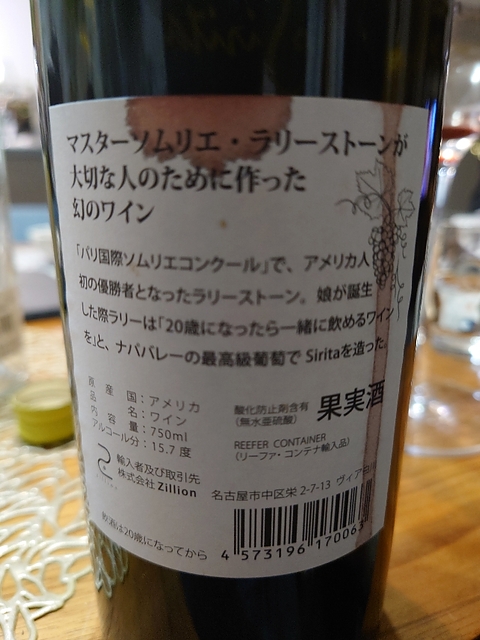 マスターソムリエ・ラリーストーンが
大切な人のために作った
幻のワイン
「パリ国際ソムリエコンクール」で、アメリカ人
初の優勝者となったラリーストーン。娘が誕生
した際ラリーは「20歳になったら一緒に飲めるワイン
を」と、ナパバレーの最高級葡萄で Siritaを造った。
原産国：アメリカ
品名：ワイン
内容量：750ml
アルコール分：15.7 度
酸化防止剤含有
（無水亜硫酸）
果実酒
REEFER CONTAINER
（リーファ・コンテナ輸入品）
輸入者及び取引先
株式会社 Zillion
名古屋市中区栄 2-7-13 ヴィア
飲酒は20歳になってから
4 573196 170063